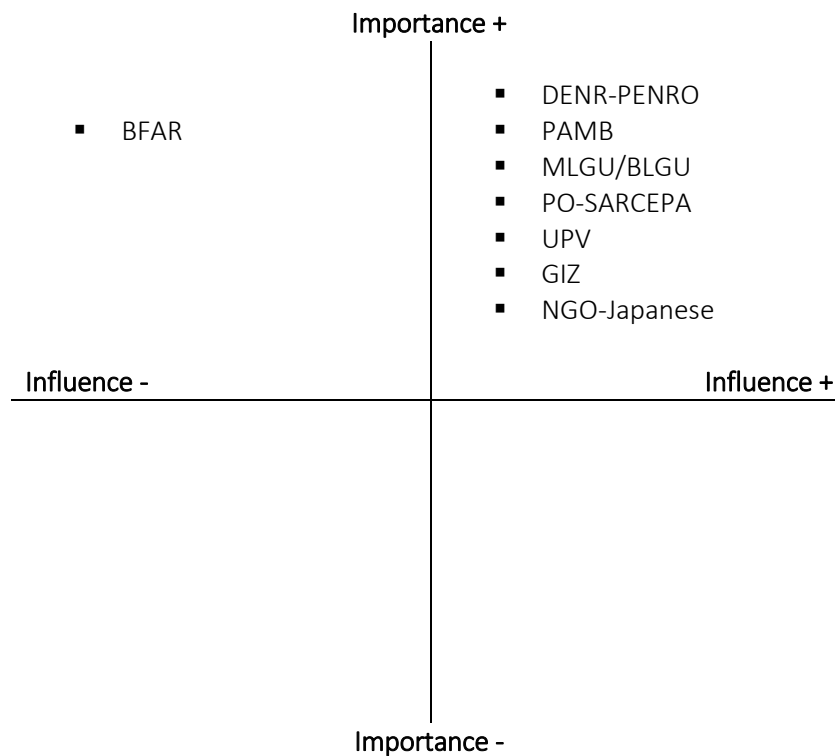 Importance +
▪ DENR-PENRO
▪ BFAR
▪ PAMB
▪ MLGU/BLGU
▪ PO-SARCEPA
▪ UPV
▪ GIZ
▪ NGO-Japanese
Influence -
Influence +
Importance -